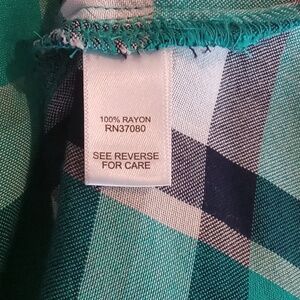 100% RAYON
RN37080
SEE REVERSE
FOR CARE